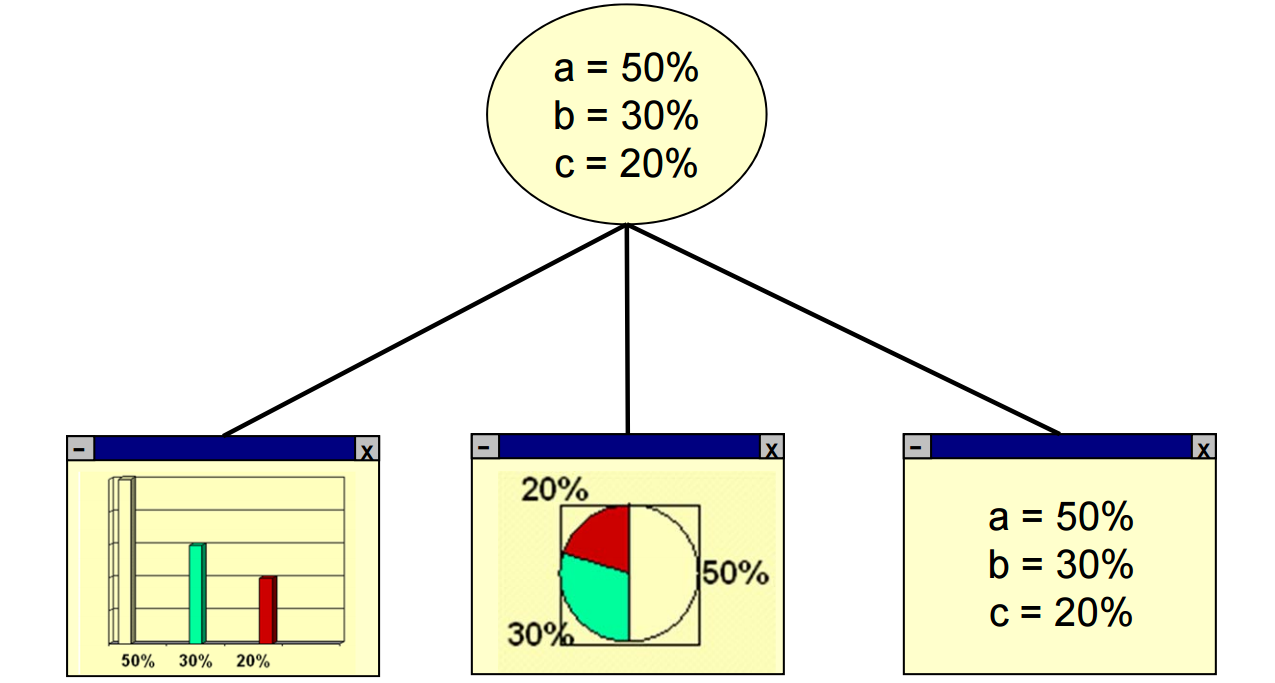 a = 50%
b = 30%
c = 20%
– x
50% 30% 20%
– x
20%
50%
30%
– x
a = 50%
b = 30%
c = 20%